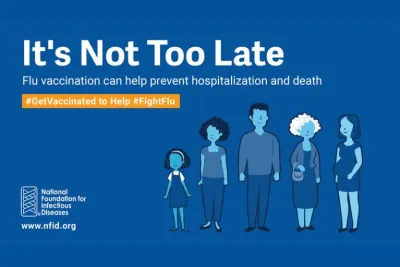 It's Not Too Late
Flu vaccination can help prevent hospitalization and death
#GetVaccinated to Help #FightFlu
National
Foundation for
Infectious
Diseases
www.nfid.org